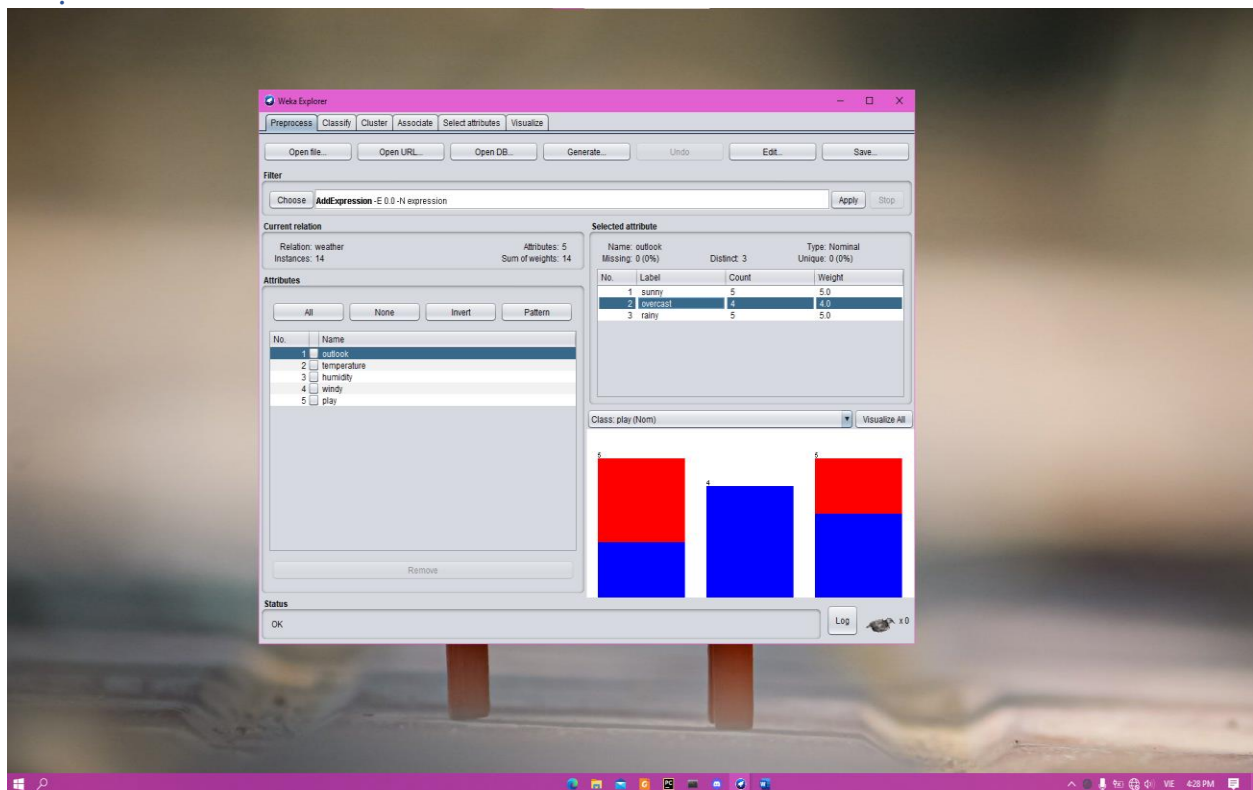 Weka Explorer
Preprocess Classify Cluster Associate Select attributes Visualize
Open file... Open URL... Open DB... Generate... Undo Edit... Save...
Filter
Choose AddExpression -E 0.0 -N expression Apply Stop
Current relation
Relation: weather Attributes: 5
Instances: 14 Sum of weights: 14
Attributes
All None Invert Pattern
No. Name
1 outlook
2 temperature
3 humidity
4 windy
5 play
Remove
Selected attribute
Name: outlook Type: Nominal
Missing: 0 (0%) Distinct: 3 Unique: 0 (0%)
No. Label Count Weight
1 sunny 5 5.0
2 overcast 4 4.0
3 rainy 5 5.0
Class: play (Nom) Visualize All
5 4 5
Status
OK Log x 0
VIE 4:28 PM